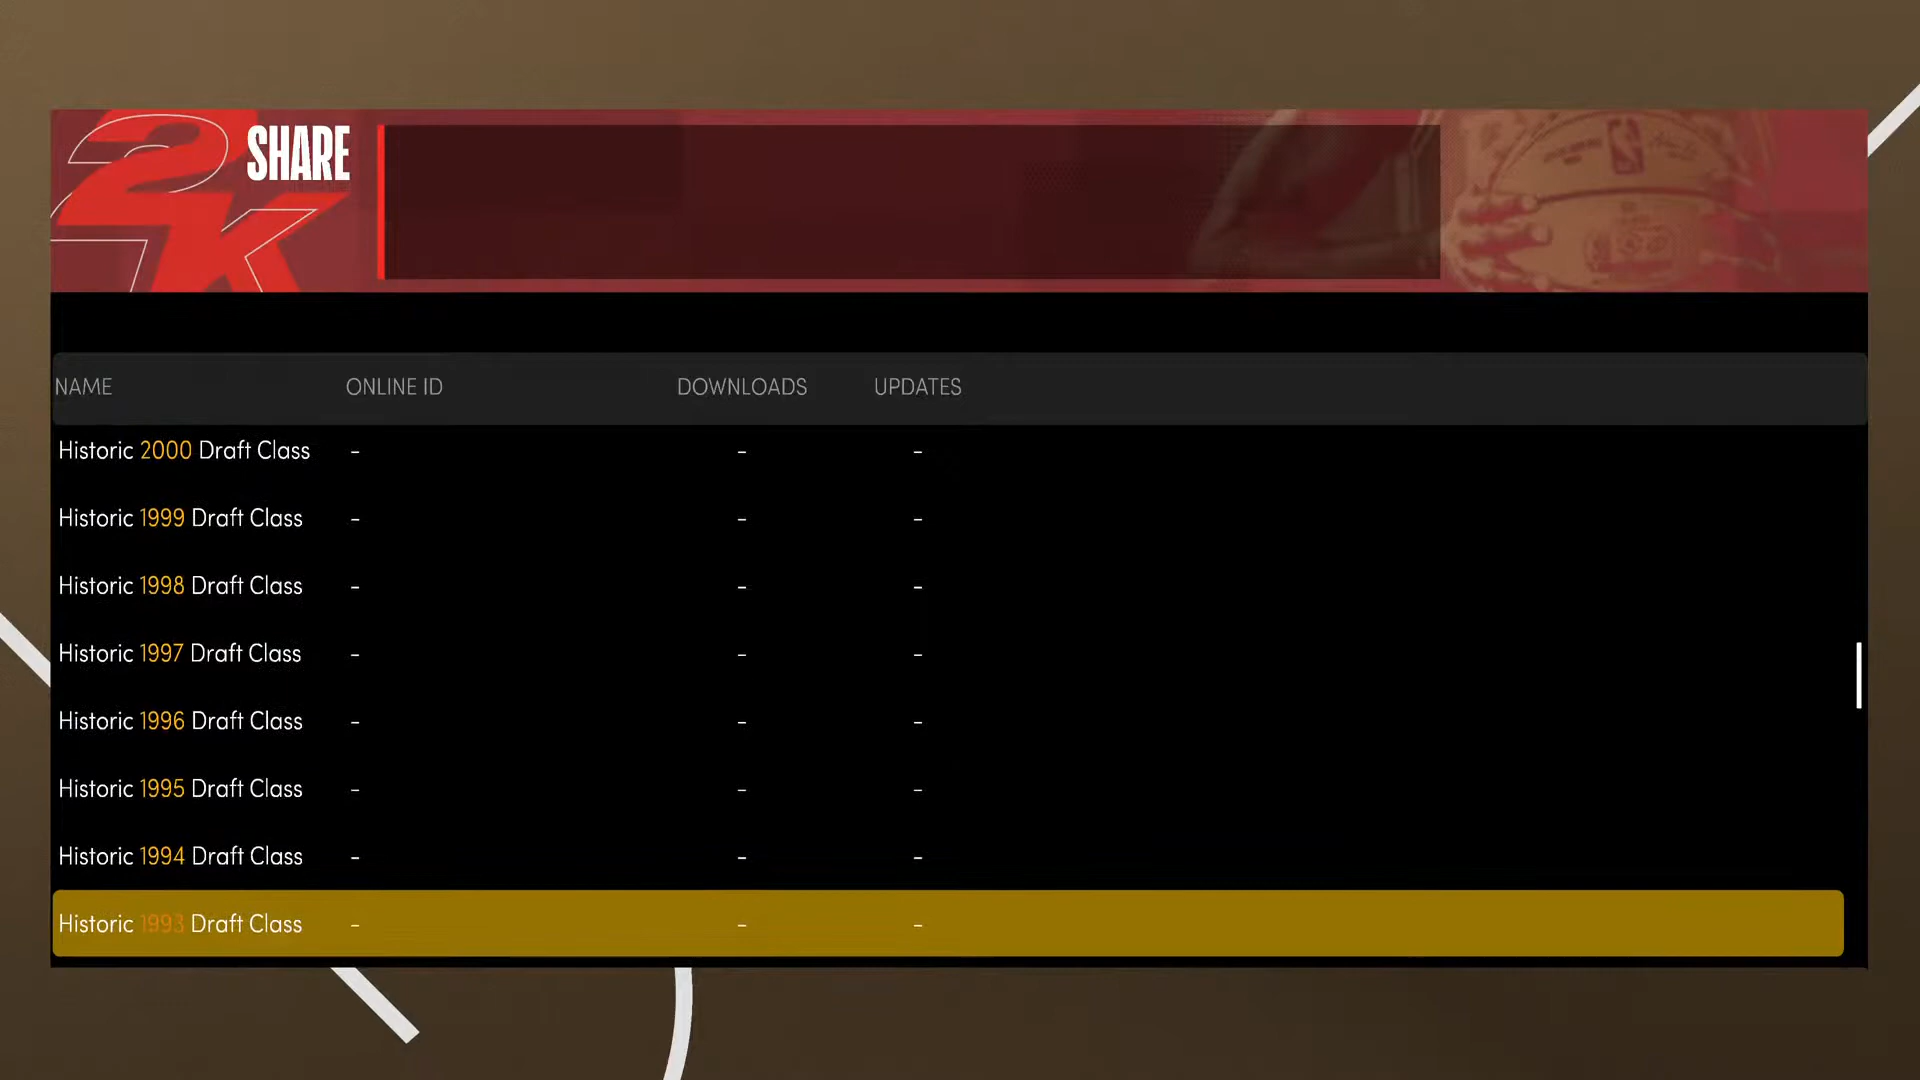 2K
SHARE
NAME ONLINE ID DOWNLOADS UPDATES
Historic 2000 Draft Class - - -
Historic 1999 Draft Class - - -
Historic 1998 Draft Class - - -
Historic 1997 Draft Class - - -
Historic 1996 Draft Class - - -
Historic 1995 Draft Class - - -
Historic 1994 Draft Class - - -
Historic 1993 Draft Class - - -